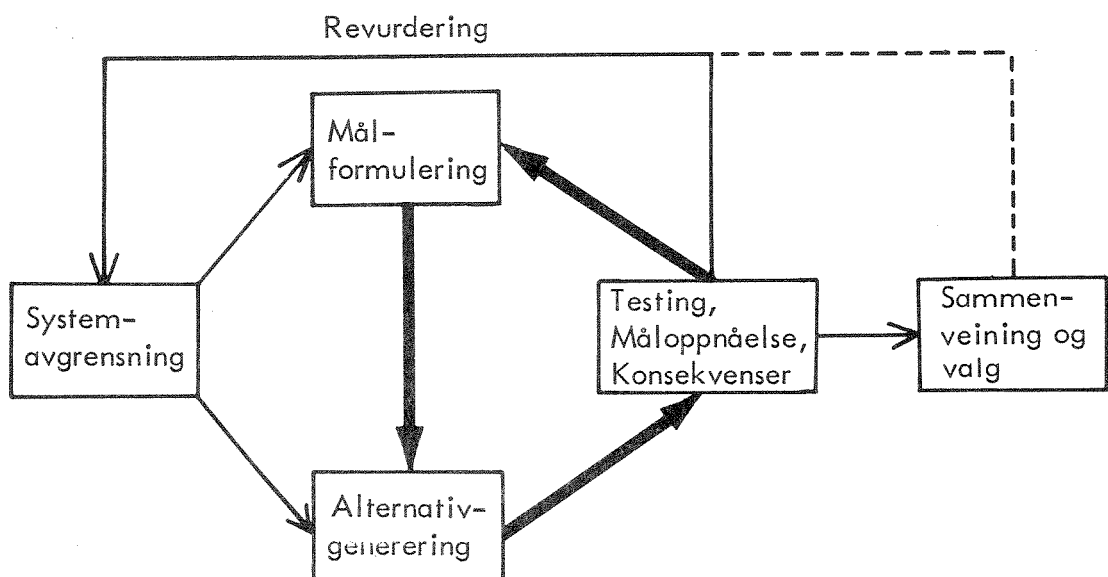 Revurdering
Mål-
formulering
System-
avgrensning
Testing,
Måloppnåelse,
Konsekvenser
Sammen-
veining og
valg
Alternativ-
generering